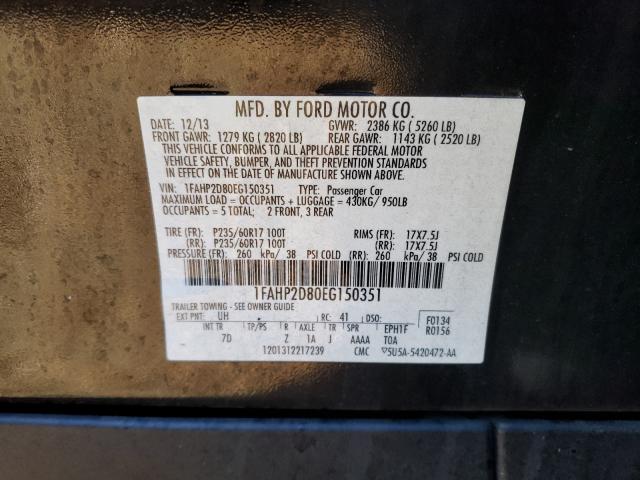 MFD. BY FORD MOTOR CO.
DATE: 12/13 GVWR: 2386 KG ( 5260 LB)
FRONT GAWR: 1279 KG ( 2820 LB) REAR GAWR: 1143 KG ( 2520 LB)
THIS VEHICLE CONFORMS TO ALL APPLICABLE FEDERAL MOTOR
VEHICLE SAFETY, BUMPER, AND THEFT PREVENTION STANDARDS
IN EFFECT ON THE DATE OF MANUFACTURE SHOWN ABOVE.
VIN: 1FAHP2D80EG150351 TYPE: Passenger Car
MAXIMUM LOAD = OCCUPANTS + LUGGAGE = 430KG/ 950LB
OCCUPANTS = 5 TOTAL; 2 FRONT, 3 REAR
TIRE (FR): P235/60R17 100T RIMS (FR): 17X7.5J
(RR): P235/60R17 100T (RR): 17X7.5J
PRESSURE (FR): 260 kPa/ 38 PSI COLD (RR): 260 kPa/ 38 PSI COLD
1FAHP2D80EG150351
TRAILER TOWING - SEE OWNER GUIDE
EXT PNT: UH RC: 41 DSO: F0134
INT TR TP/PS R AXLE TR SPR EPH1F R0156
7D Z 1A J AAAA TOA
1201312217239 CMC 5U5A-5420472-AA